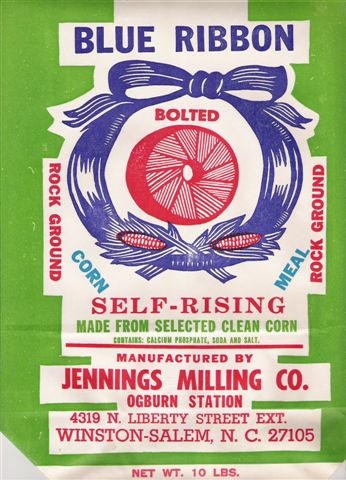 BLUE RIBBON
BOLTED
ROCK GROUND
CORN
MEAL
ROCK GROUND
SELF-RISING
MADE FROM SELECTED CLEAN CORN
CONTAINS: CALCIUM PHOSPHATE, SODA AND SALT.
MANUFACTURED BY
JENNINGS MILLING CO.
OGBURN STATION
4319 N. LIBERTY STREET EXT.
WINSTON-SALEM, N. C. 27105
NET WT. 10 LBS.